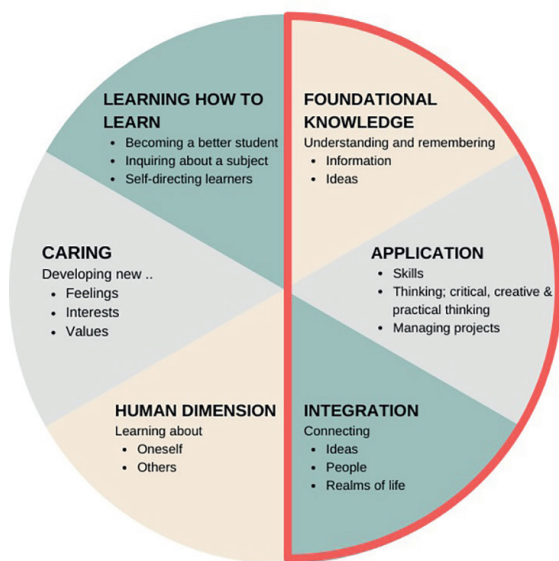 LEARNING HOW TO
LEARN
• Becoming a better student
• Inquiring about a subject
• Self-directing learners
FOUNDATIONAL
KNOWLEDGE
Understanding and remembering
• Information
• Ideas
CARING
Developing new ..
• Feelings
• Interests
• Values
APPLICATION
• Skills
• Thinking; critical, creative &
practical thinking
• Managing projects
HUMAN DIMENSION
Learning about
• Oneself
• Others
INTEGRATION
Connecting
• Ideas
• People
• Realms of life